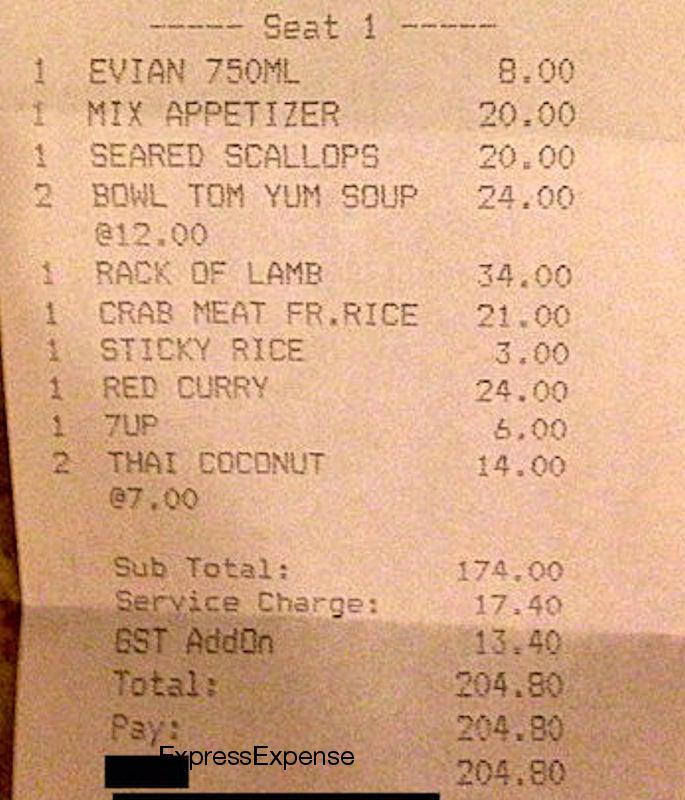 ----- Seat 1 -----
1 EVIAN 750ML 8.00
1 MIX APPETIZER 20.00
1 SEARED SCALLOPS 20.00
2 BOWL TOM YUM SOUP 24.00
@12.00
1 RACK OF LAMB 34.00
1 CRAB MEAT FR.RICE 21.00
1 STICKY RICE 3.00
1 RED CURRY 24.00
1 7UP 6.00
2 THAI COCONUT 14.00
@7.00
Sub Total: 174.00
Service Charge: 17.40
GST AddOn 13.40
Total: 204.80
Pay: 204.80
ExpressExpense
204.80